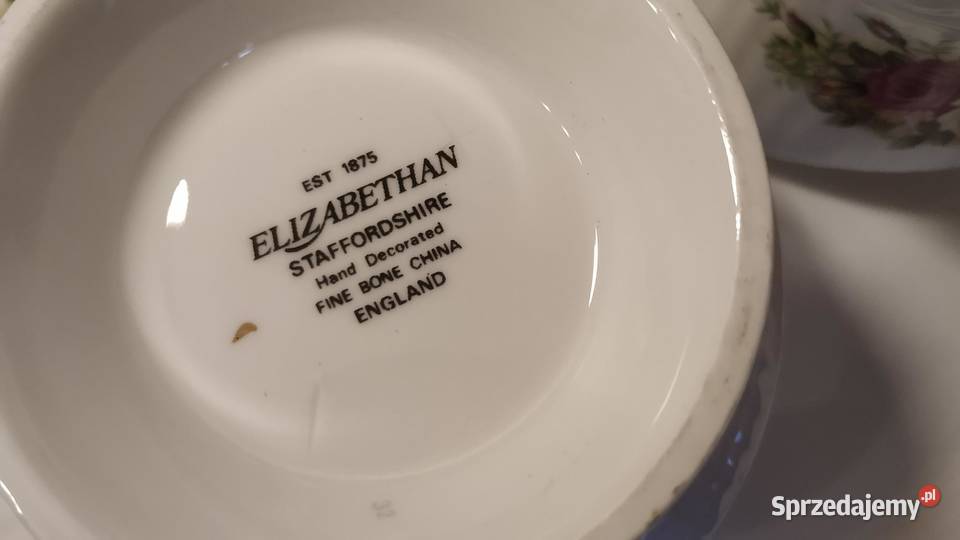 EST 1875
ELIZABETHAN
STAFFORDSHIRE
Hand Decorated
FINE BONE CHINA
ENGLAND
Sprzedajemy.pl